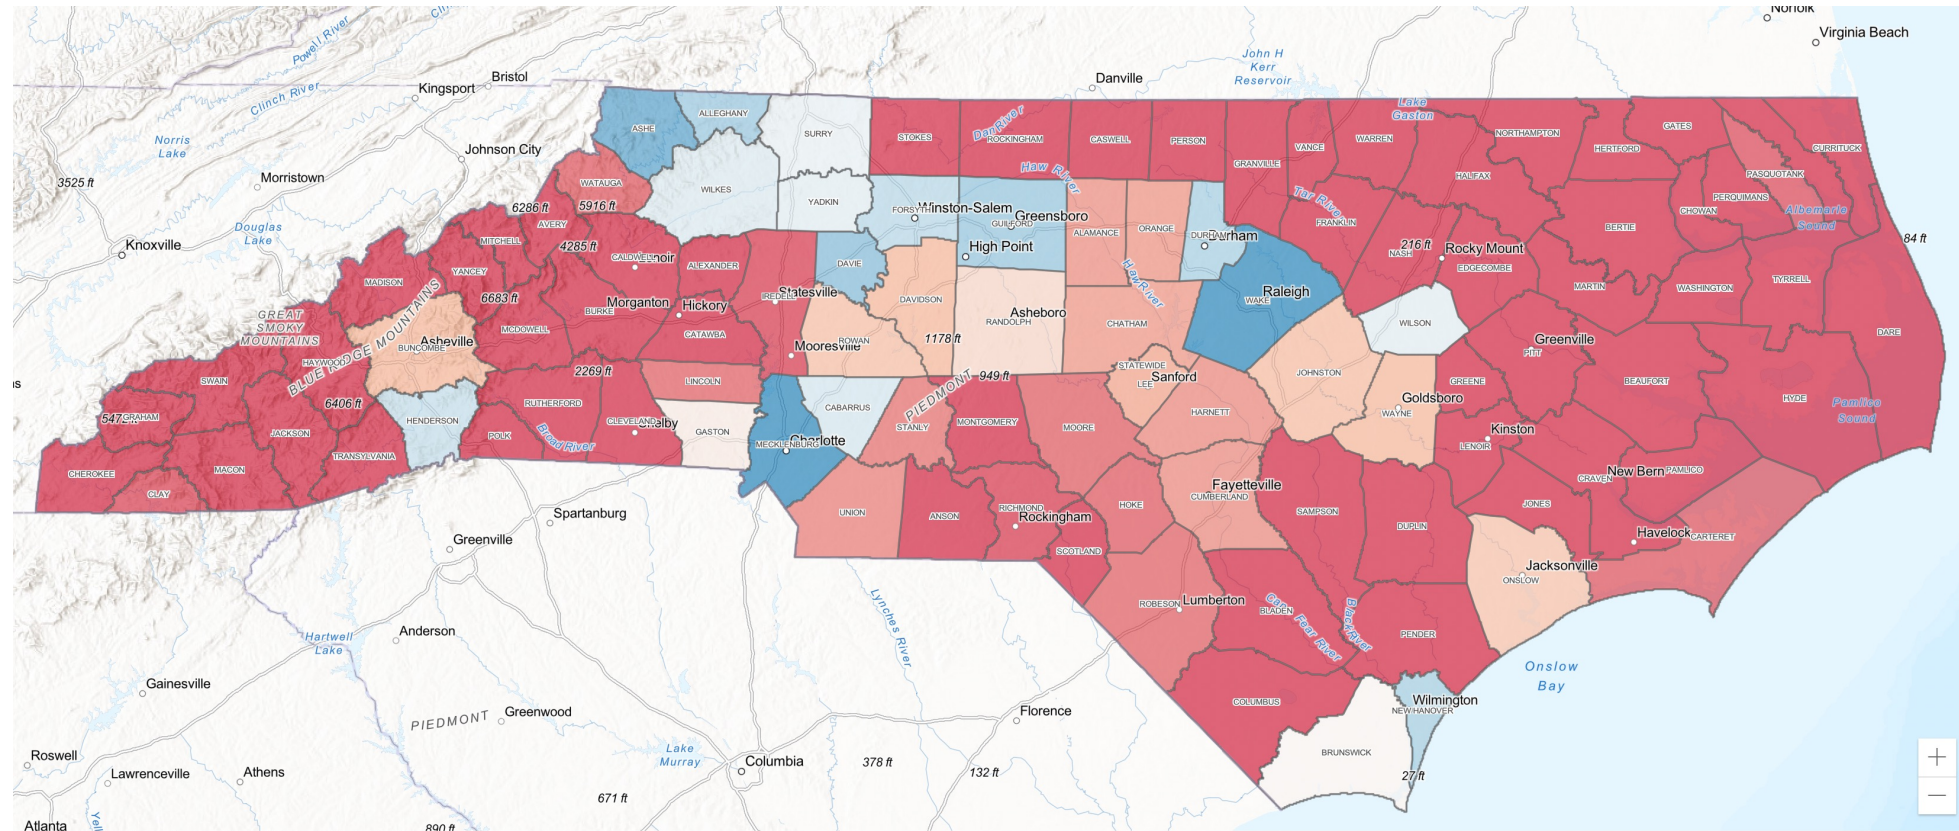 Norfolk
Virginia Beach
Powell River
Clinch River
Bristol
Kingsport
Danville
John H
Kerr
Reservoir
Norris
Lake
Johnson City
Morristown
3525 ft
Knoxville
Douglas
Lake
ASHE
ALLEGHANY
SURRY
STOKES
Dan River
ROCKINGHAM
CASWELL
PERSON
GRANVILLE
VANCE
WARREN
Lake
Gaston
NORTHAMPTON
HALIFAX
HERTFORD
GATES
CURRITUCK
PASQUOTANK
PERQUIMANS
CHOWAN
Albemarle
Sound
84 ft
WATAUGA
WILKES
YADKIN
FORSYTH
Winston-Salem
GUILFORD
Greensboro
High Point
Haw River
ALAMANCE
ORANGE
DURHAM
Durham
Tar River
FRANKLIN
216 ft
NASH
Rocky Mount
EDGECOMBE
BERTIE
MARTIN
WASHINGTON
TYRRELL
DARE
6286 ft
5916 ft
AVERY
MITCHELL
4285 ft
YANCEY
MADISON
6683 ft
CALDWELL
Lenoir
ALEXANDER
IREDELL
Statesville
DAVIE
DAVIDSON
1178 ft
ROWAN
RANDOLPH
Asheboro
CHATHAM
Haw River
WAKE
Raleigh
WILSON
Greenville
PITT
BEAUFORT
HYDE
Pamlico
Sound
GREAT
SMOKY
MOUNTAINS
BLUE RIDGE MOUNTAINS
HAYWOOD
BUNCOMBE
Asheville
MCDOWELL
BURKE
Morganton
Hickory
CATAWBA
Mooresville
2269 ft
LINCOLN
CABARRUS
PIEDMONT
949 ft
STATEWIDE
LEE
Sanford
HARNETT
JOHNSTON
WAYNE
Goldsboro
GREENE
LENOIR
Kinston
SWAIN
GRAHAM
6406 ft
JACKSON
HENDERSON
TRANSYLVANIA
POLK
RUTHERFORD
Broad River
CLEVELAND
Shelby
GASTON
MECKLENBURG
Charlotte
STANLY
MONTGOMERY
MOORE
CHEROKEE
CLAY
MACON
UNION
ANSON
RICHMOND
Rockingham
SCOTLAND
HOKE
Fayetteville
CUMBERLAND
SAMPSON
DUPLIN
JONES
CRAVEN
New Bern
PAMLICO
Havelock
CARTERET
Jacksonville
ONSLOW
Spartanburg
Greenville
Hartwell
Lake
Anderson
Lynches River
ROBESON
Lumberton
BLADEN
Cape Fear River
Black River
PENDER
Onslow
Bay
Gainesville
PIEDMONT
Greenwood
Florence
COLUMBUS
Wilmington
NEW HANOVER
BRUNSWICK
27 ft
Roswell
Lawrenceville
Athens
Lake
Murray
Columbia
378 ft
132 ft
671 ft
890 ft
Atlanta
+
−